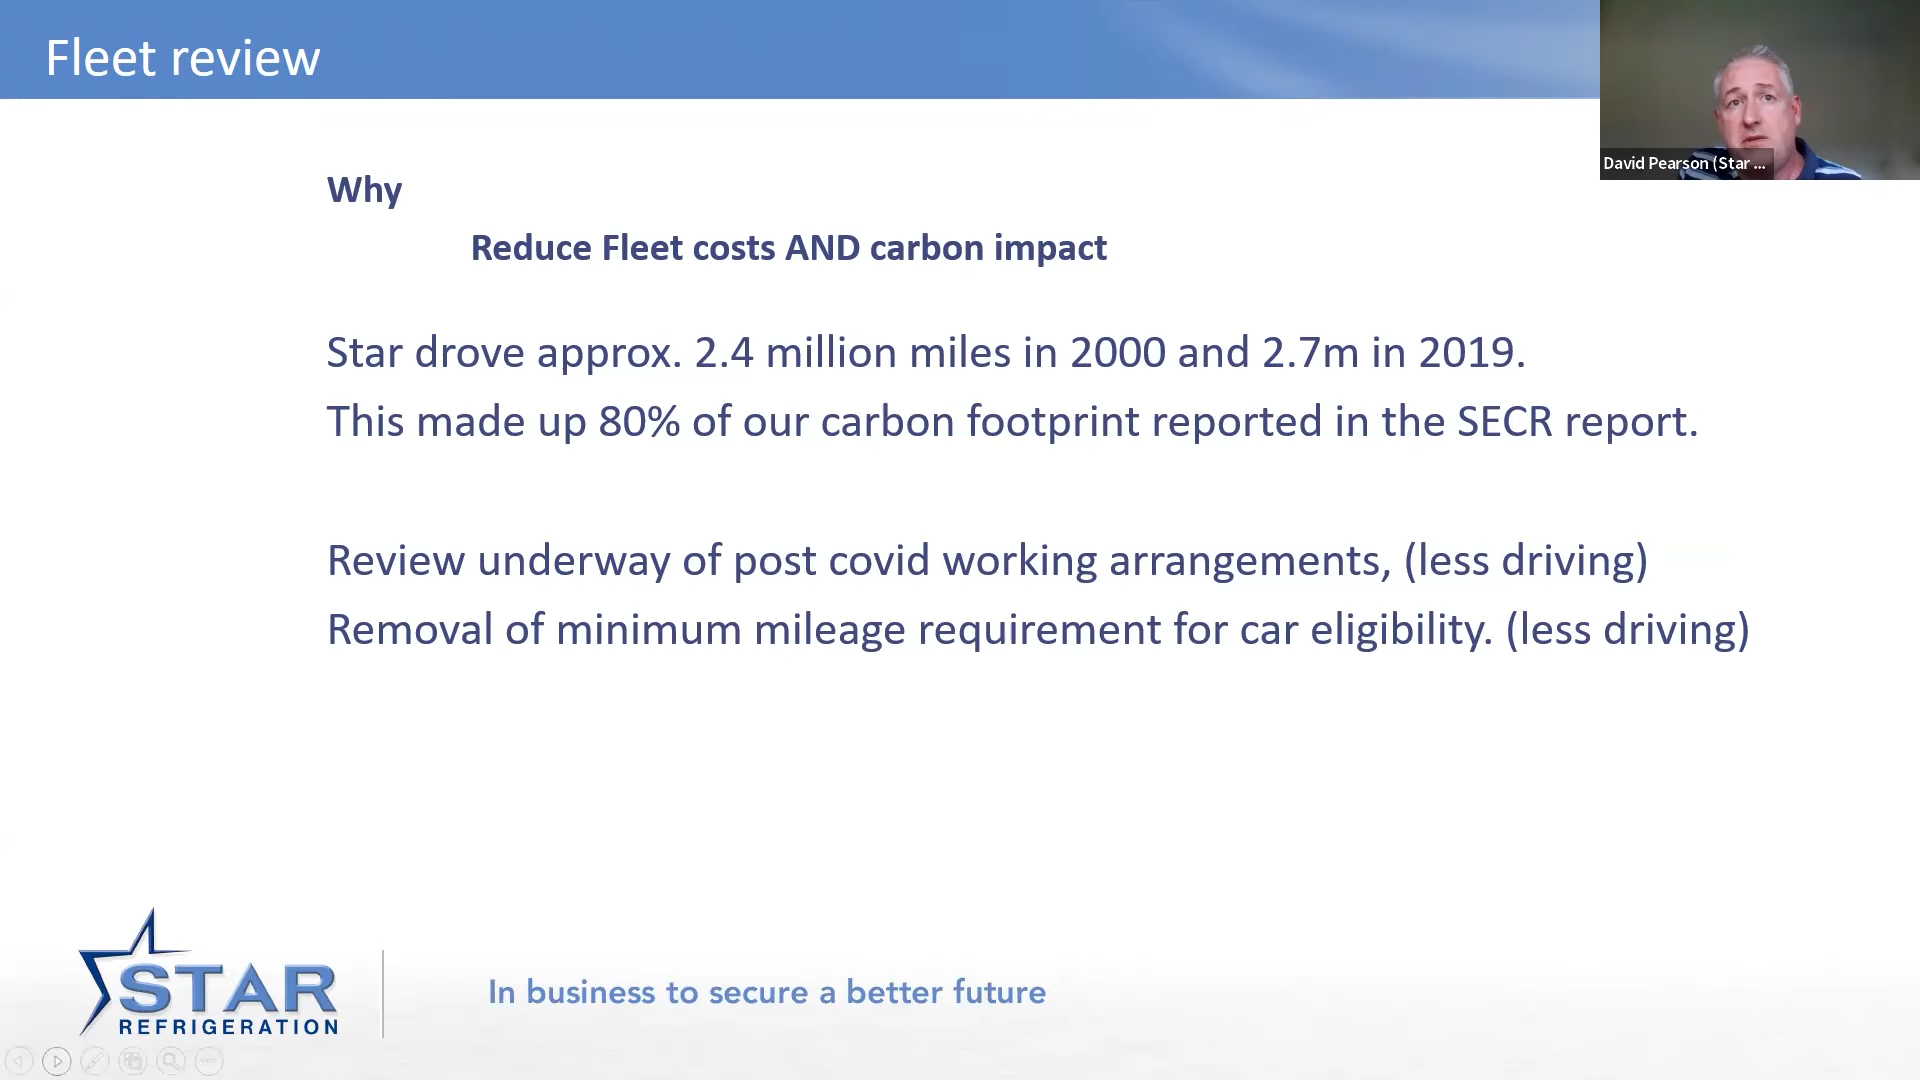 Fleet review
David Pearson (Star ...
Why
Reduce Fleet costs AND carbon impact
Star drove approx. 2.4 million miles in 2000 and 2.7m in 2019.
This made up 80% of our carbon footprint reported in the SECR report.
Review underway of post covid working arrangements, (less driving)
Removal of minimum mileage requirement for car eligibility. (less driving)
STAR
REFRIGERATION
In business to secure a better future